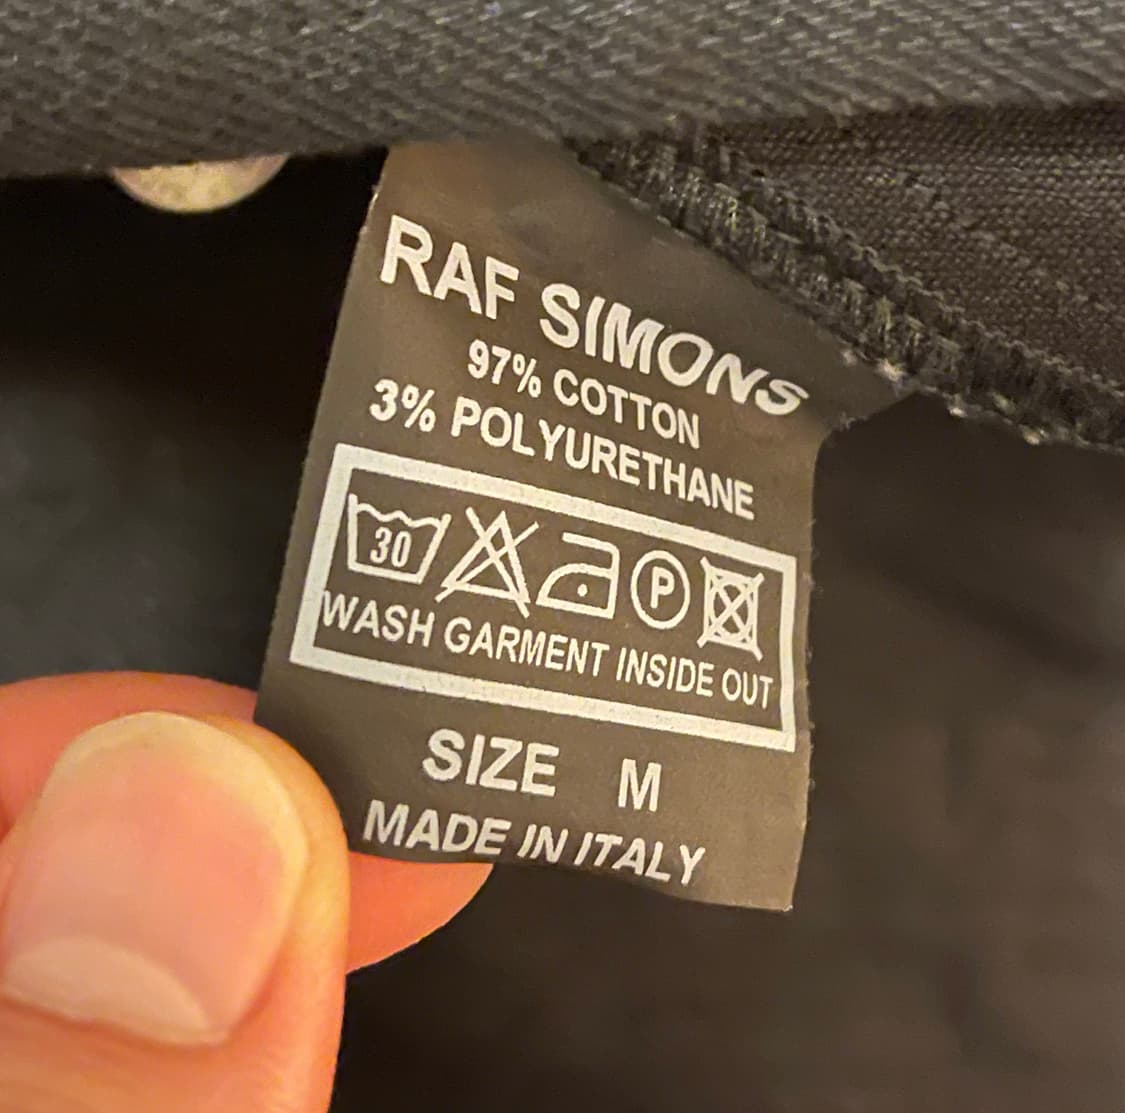 RAF SIMONS
97% COTTON
3% POLYURETHANE
30 P
WASH GARMENT INSIDE OUT
SIZE M
MADE IN ITALY